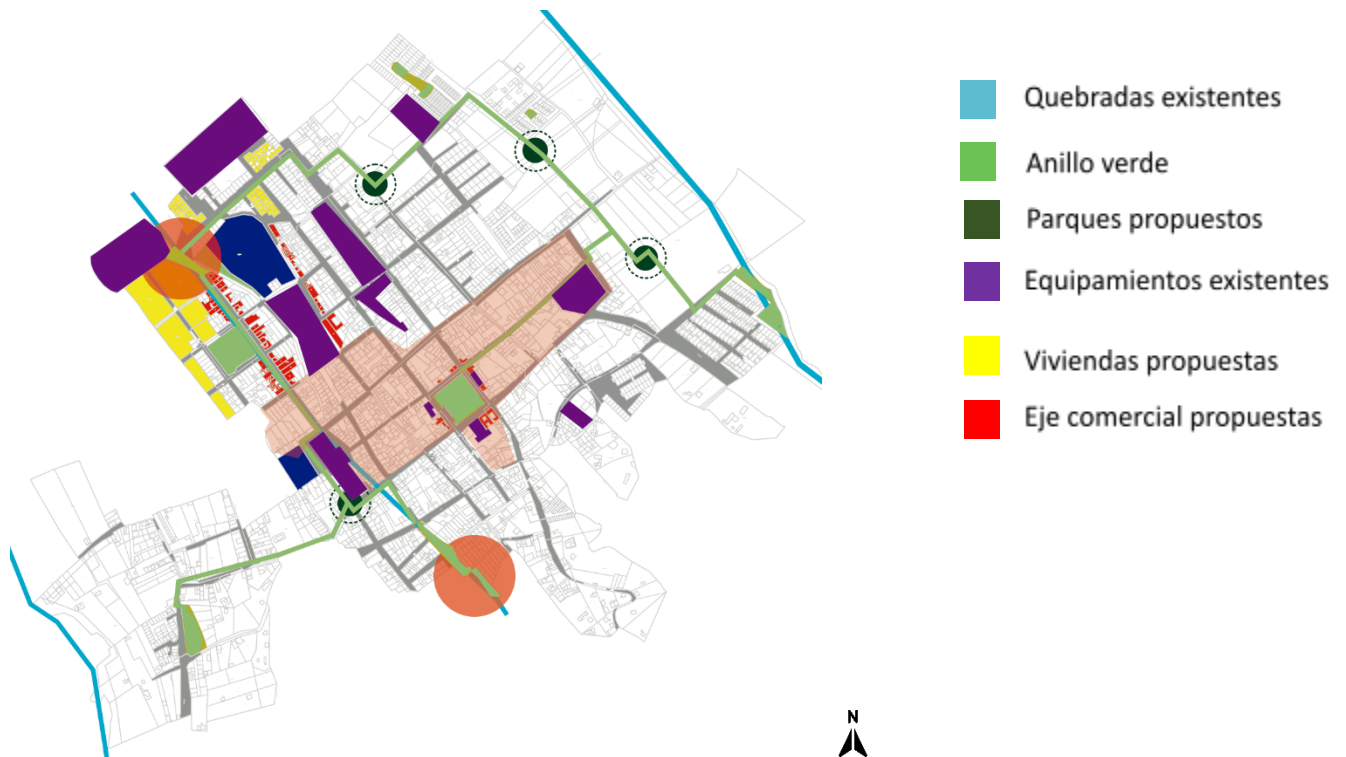 Quebradas existentes
Anillo verde
Parques propuestos
Equipamientos existentes
Viviendas propuestas
Eje comercial propuestas
N